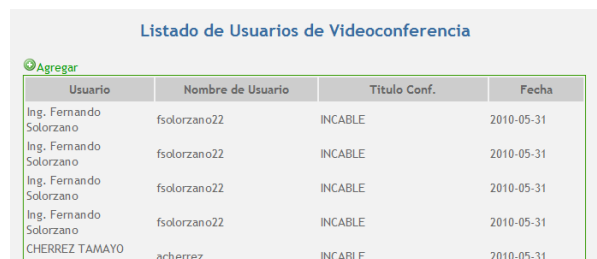 Listado de Usuarios de Videoconferencia
Agregar
Usuario Nombre de Usuario Titulo Conf. Fecha
Ing. Fernando
Solorzano fsolorzano22 INCABLE 2010-05-31
Ing. Fernando
Solorzano fsolorzano22 INCABLE 2010-05-31
Ing. Fernando
Solorzano fsolorzano22 INCABLE 2010-05-31
Ing. Fernando
Solorzano fsolorzano22 INCABLE 2010-05-31
CHERREZ TAMAYO
acherrez INCABLE 2010-05-31